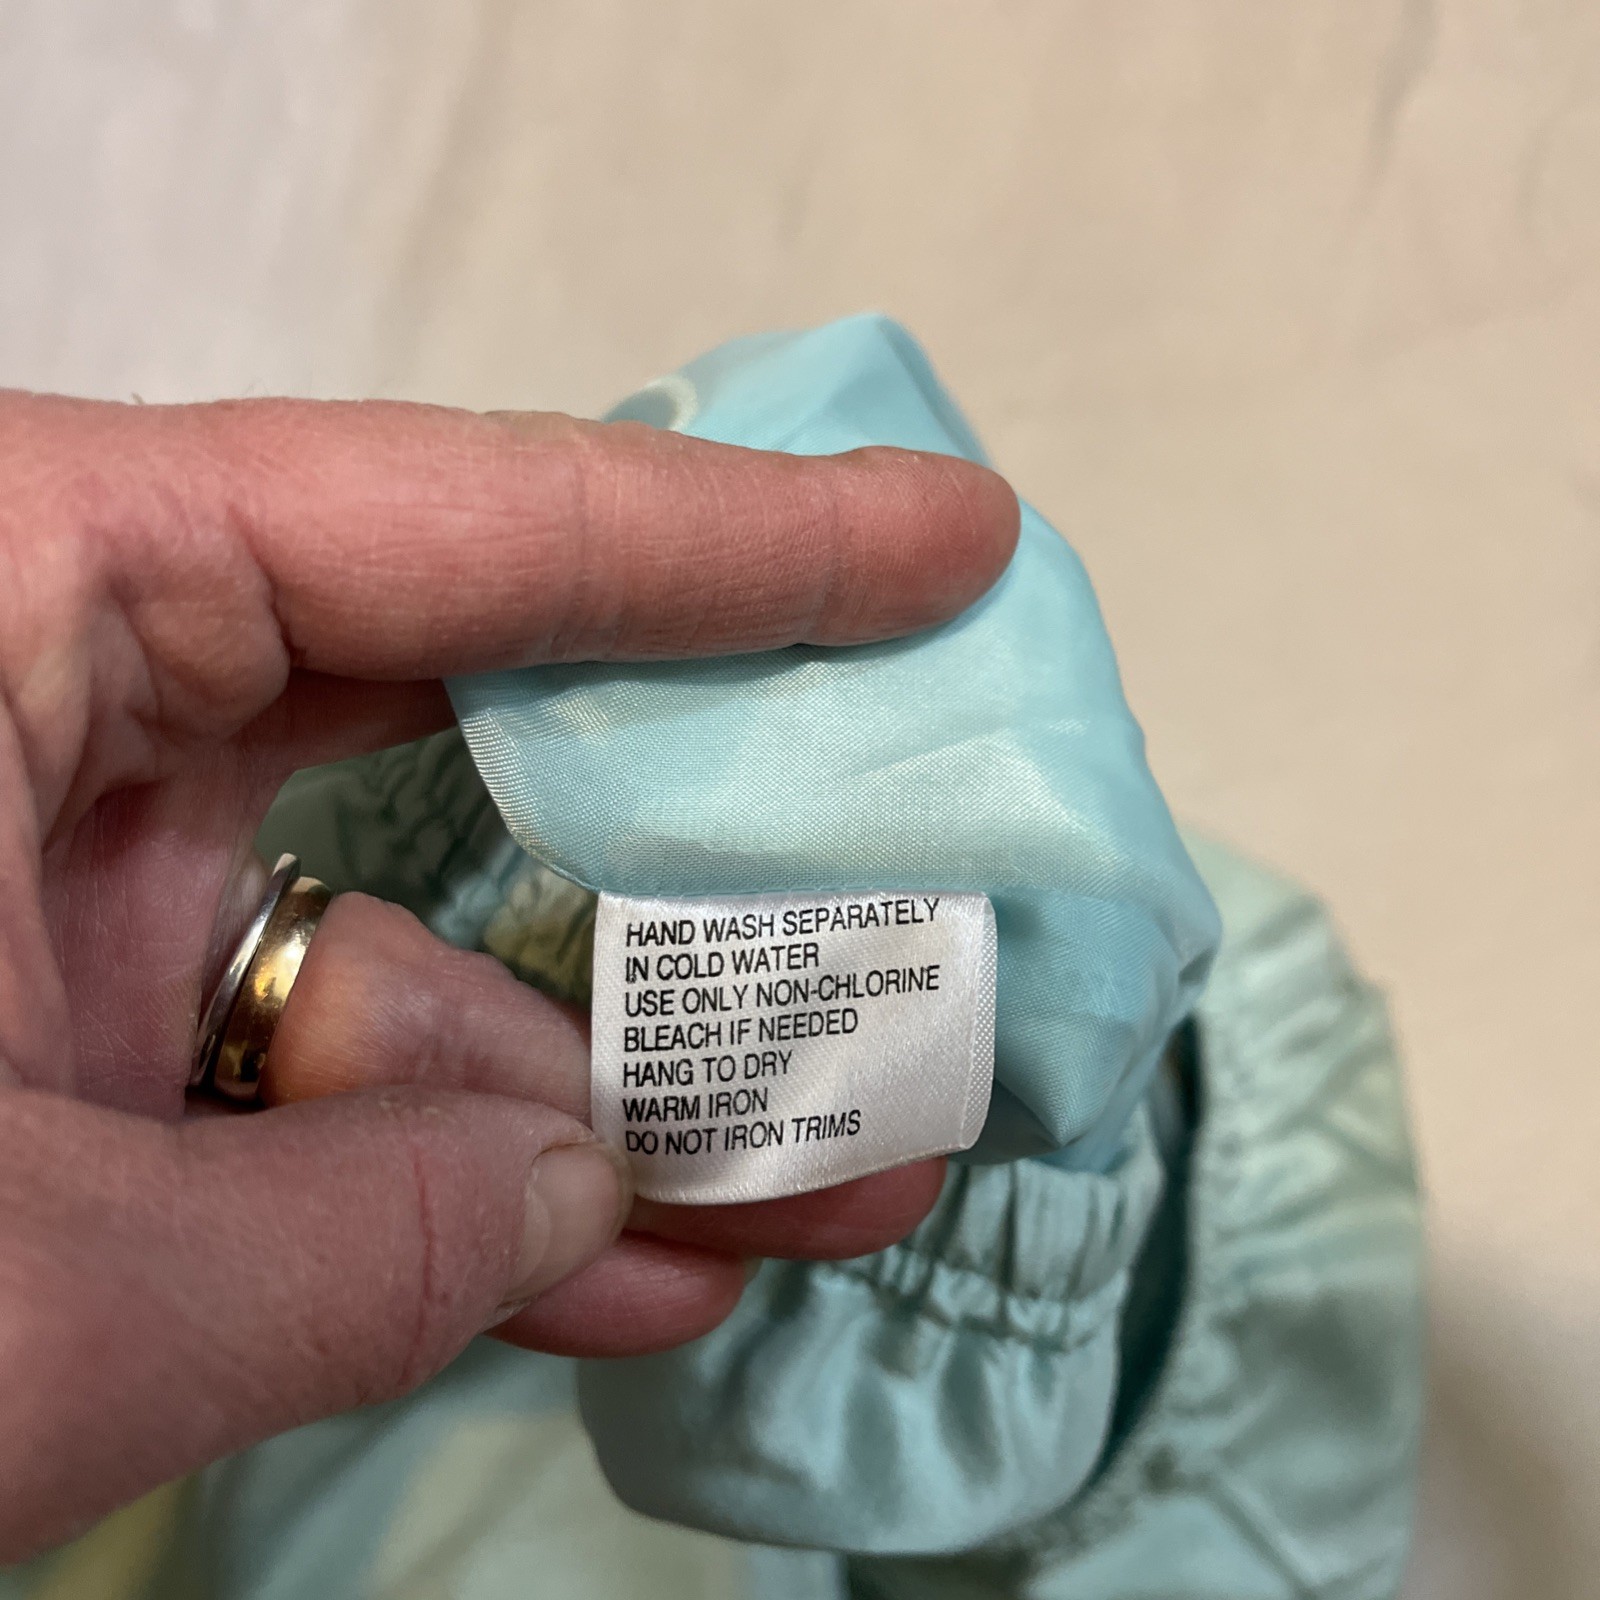 HAND WASH SEPARATELY
IN COLD WATER
USE ONLY NON-CHLORINE
BLEACH IF NEEDED
HANG TO DRY
WARM IRON
DO NOT IRON TRIMS